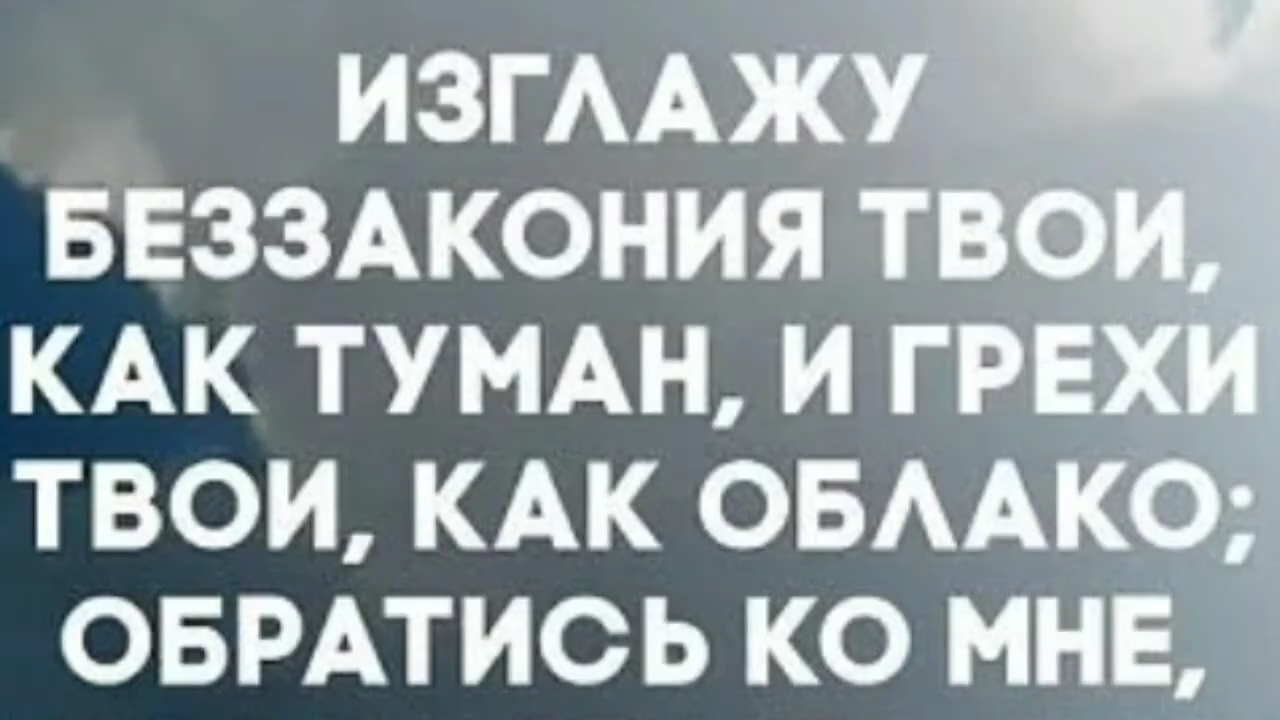 ИЗГЛАЖУ
БЕЗЗАКОНИЯ ТВОИ,
КАК ТУМАН, И ГРЕХИ
ТВОИ, КАК ОБЛАКО;
ОБРАТИСЬ КО МНЕ,